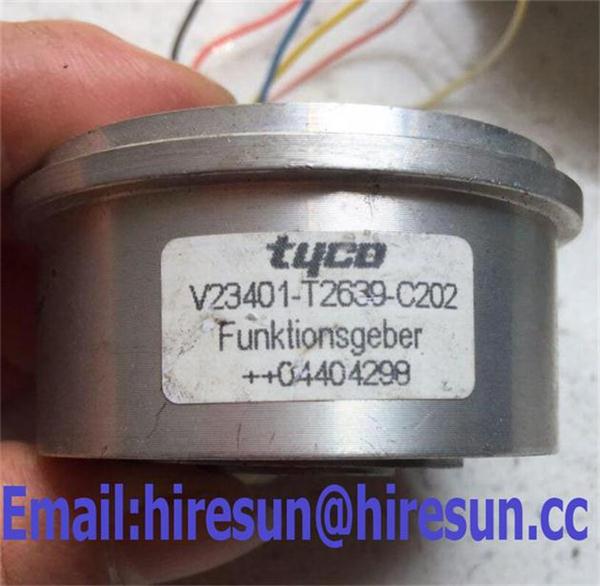 tyco
V23401-T2639-C202
Funktionsgeber
++04404298
Email:hiresun@hiresun.cc